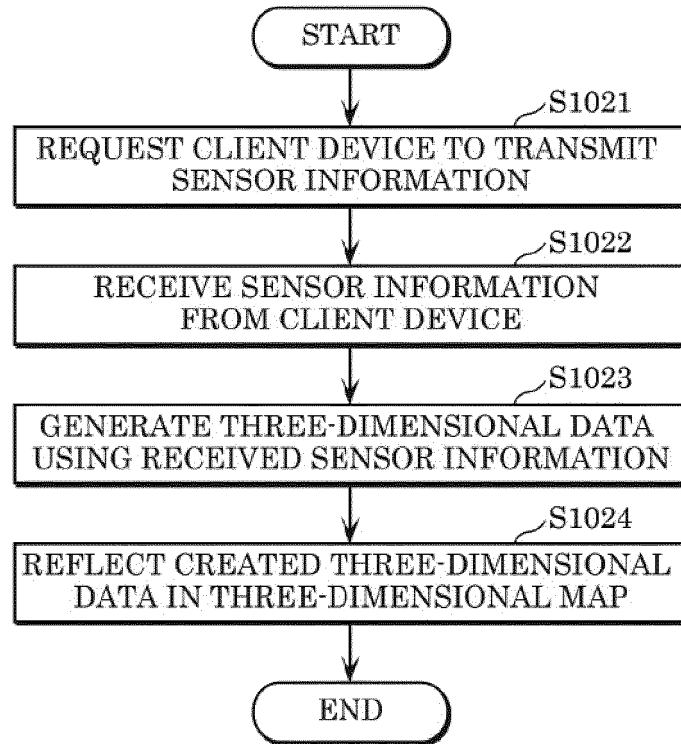 START
S1021
REQUEST CLIENT DEVICE TO TRANSMIT
SENSOR INFORMATION
S1022
RECEIVE SENSOR INFORMATION
FROM CLIENT DEVICE
S1023
GENERATE THREE-DIMENSIONAL DATA
USING RECEIVED SENSOR INFORMATION
S1024
REFLECT CREATED THREE-DIMENSIONAL
DATA IN THREE-DIMENSIONAL MAP
END